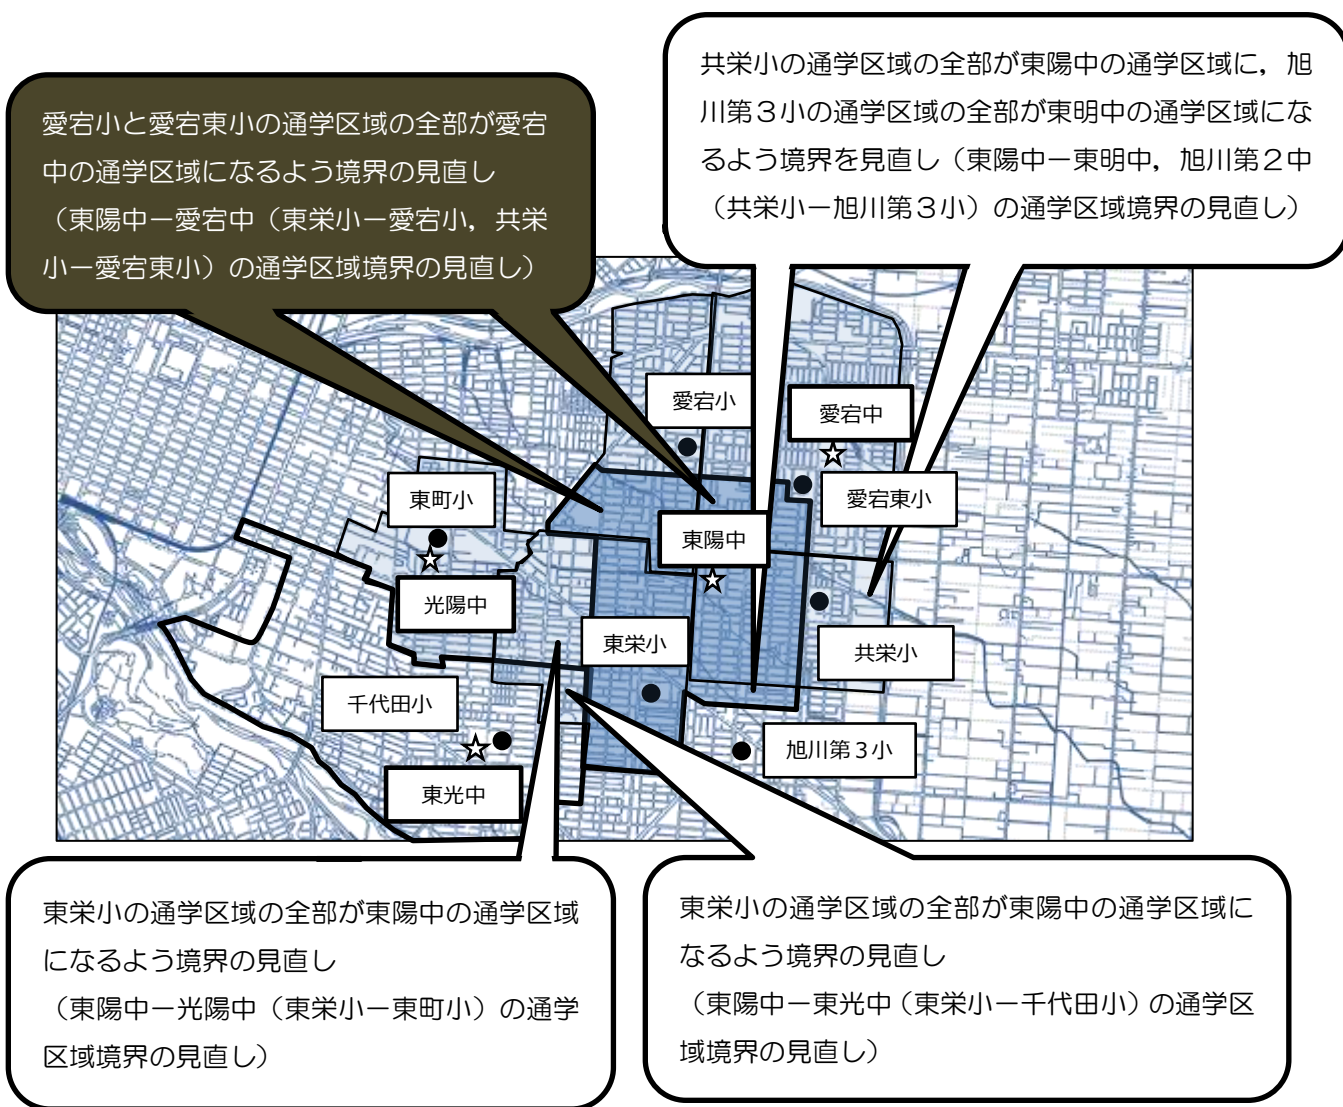 愛宕小と愛宕東小の通学区域の全部が愛宕
中の通学区域になるよう境界の見直し
（東陽中－愛宕中（東栄小－愛宕小，共栄
小－愛宕東小）の通学区域境界の見直し）
共栄小の通学区域の全部が東陽中の通学区域に，旭
川第３小の通学区域の全部が東明中の通学区域にな
るよう境界を見直し（東陽中－東明中，旭川第２中
（共栄小－旭川第３小）の通学区域境界の見直し）
愛宕小
愛宕中
東町小
愛宕東小
東陽中
光陽中
東栄小
共栄小
千代田小
旭川第３小
東光中
東栄小の通学区域の全部が東陽中の通学区域
になるよう境界の見直し
（東陽中－光陽中（東栄小－東町小）の通学
区域境界の見直し）
東栄小の通学区域の全部が東陽中の通学区域に
なるよう境界の見直し
（東陽中－東光中（東栄小－千代田小）の通学区
域境界の見直し）